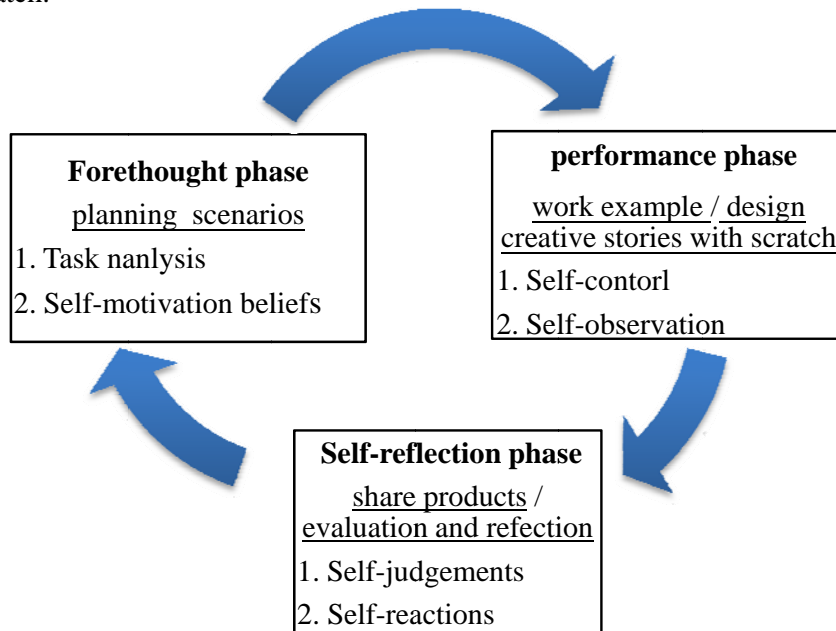 Forethought phase
planning scenarios
1. Task nanlysis
2. Self-motivation beliefs
performance phase
work example / design
creative stories with scratch
1. Self-contorl
2. Self-observation
Self-reflection phase
share products /
evaluation and refection
1. Self-judgements
2. Self-reactions